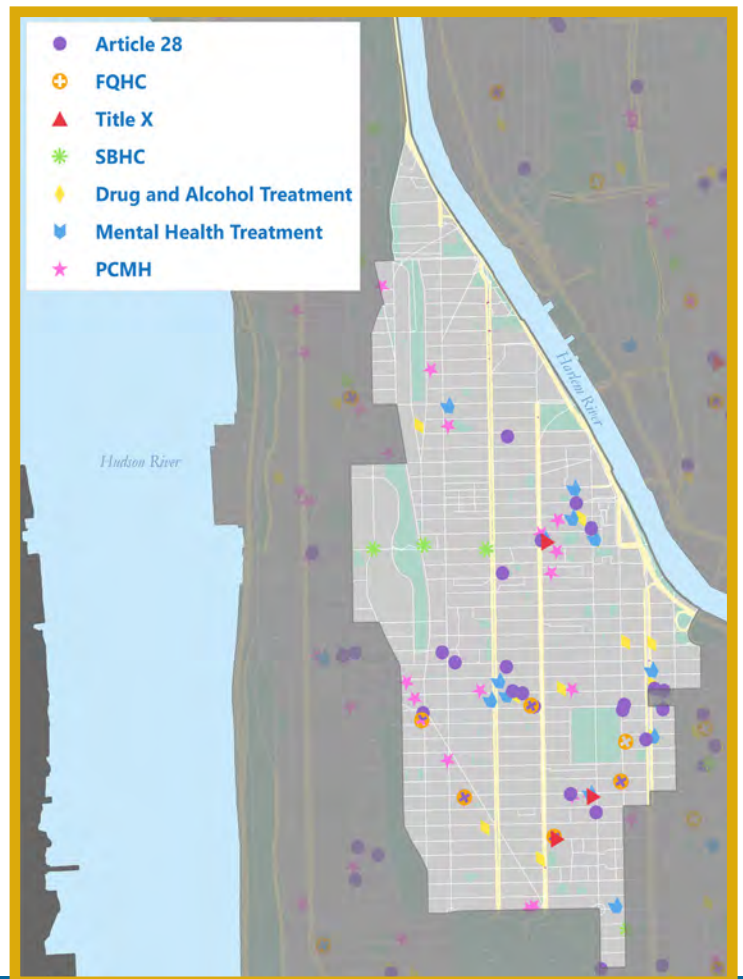 Article 28
FQHC
Title X
SBHC
Drug and Alcohol Treatment
Mental Health Treatment
PCMH
Harlem River
Hudson River